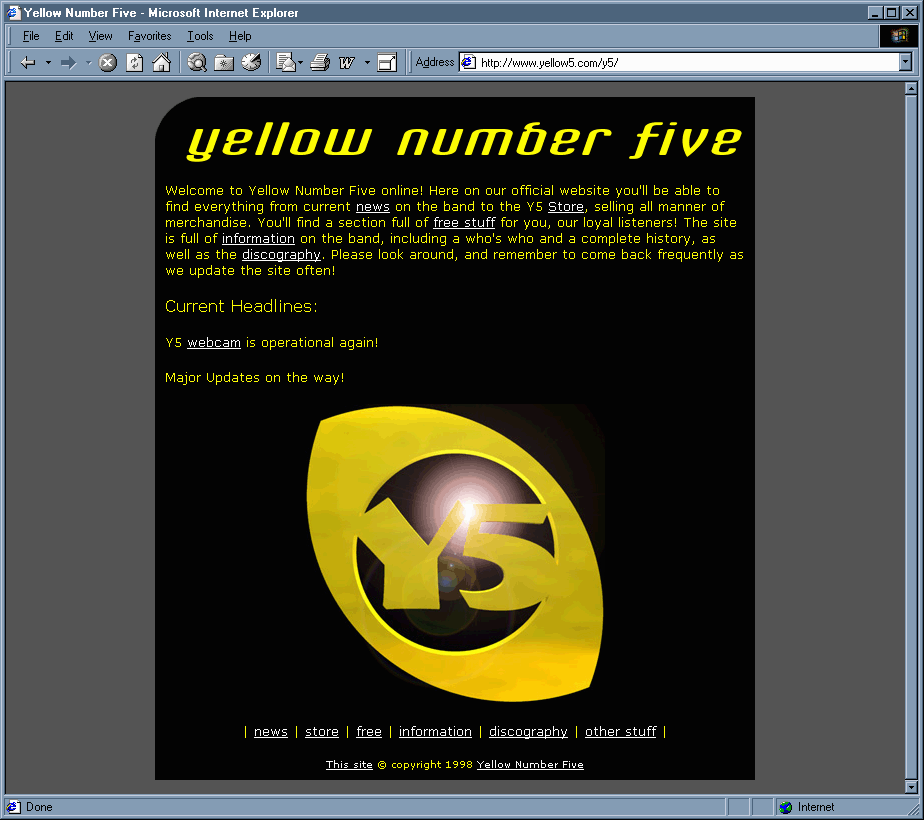 Yellow Number Five - Microsoft Internet Explorer
File Edit View Favorites Tools Help
Address http://www.yellow5.com/y5/
yellow number five
Welcome to Yellow Number Five online! Here on our official website you'll be able to
find everything from current news on the band to the Y5 Store, selling all manner of
merchandise. You'll find a section full of free stuff for you, our loyal listeners! The site
is full of information on the band, including a who's who and a complete history, as
well as the discography. Please look around, and remember to come back frequently as
we update the site often!
Current Headlines:
Y5 webcam is operational again!
Major Updates on the way!
Y5
| news | store | free | information | discography | other stuff |
This site © copyright 1998 Yellow Number Five
Done Internet